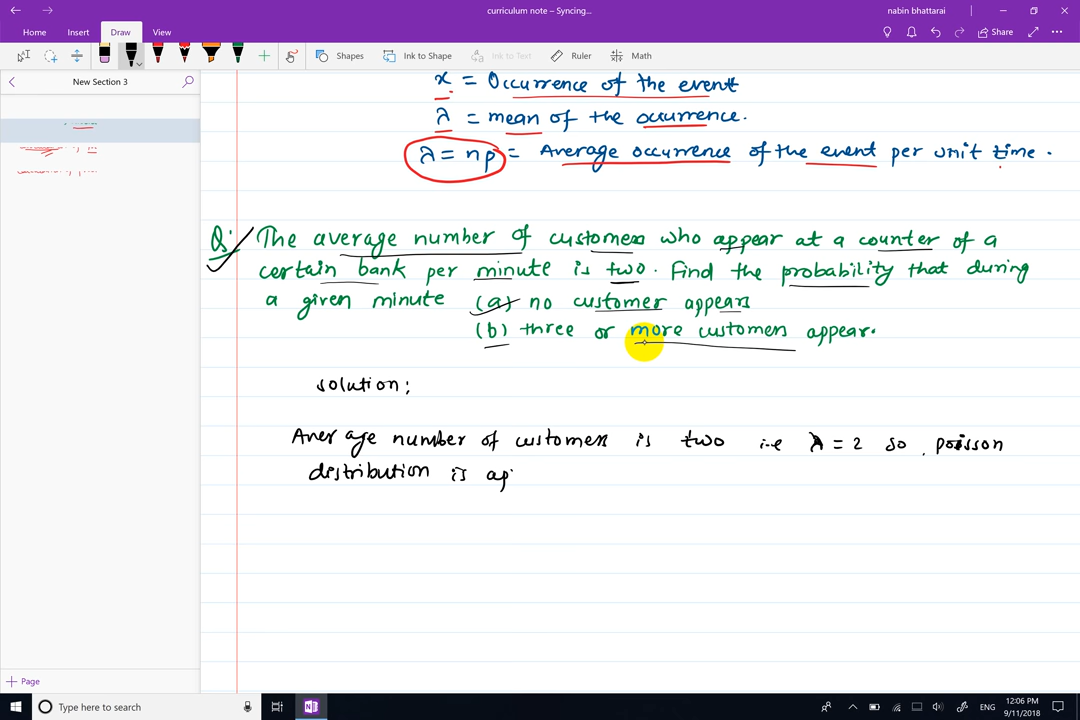 curriculum note – Syncing...
nabin bhattarai
Home Insert Draw View
Share
Shapes Ink to Shape Ink to Text Ruler Math
New Section 3
x = Occurrence of the event
λ = mean of the ocurrence.
λ = np = Average occurrence of the event per unit time.
Q: The average number of customers who appear at a counter of a
certain bank per minute is two. Find the probability that during
a given minute (a) no customer appears
(b) three or more customers appear.
solution;
Average number of customers is two i.e λ = 2 so, poisson
distribution is ap
+ Page
Type here to search
ENG
12:06 PM
9/11/2018